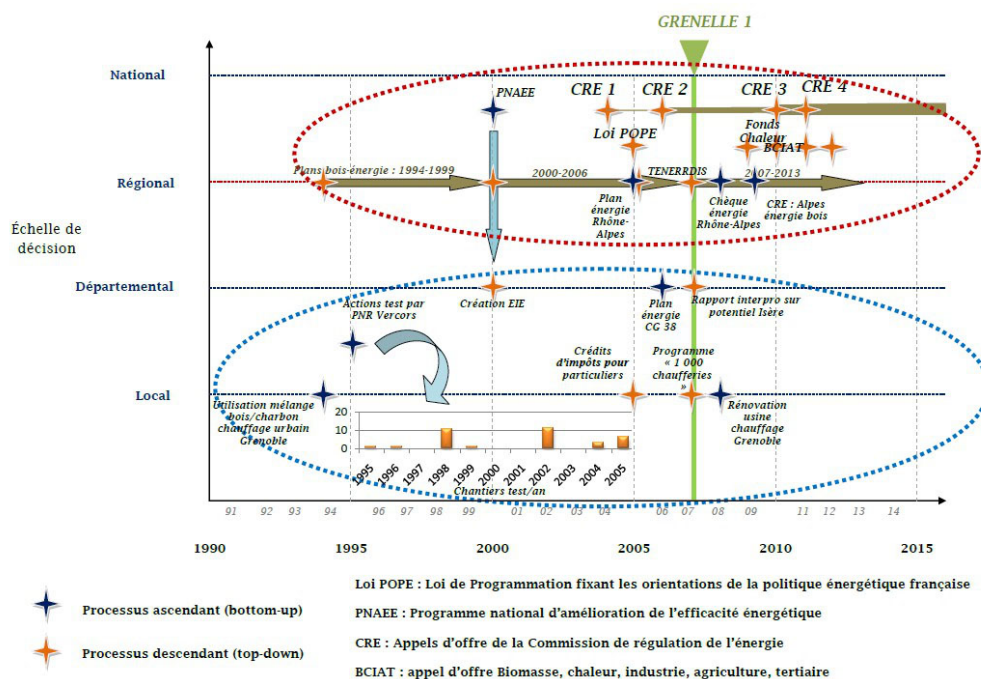 GRENELLE 1
National
PNAEE
CRE 1
CRE 2
CRE 3
CRE 4
Loi POPE
Fonds
Chaleur
BCIAT
Plans bois-énergie : 1994-1999
2000-2006
TENERRDIS
2007-2013
Régional
Plan
énergie
Rhône-
Alpes
Chèque
énergie
Rhône-Alpes
CRE : Alpes
énergie bois
Échelle de
décision
Départemental
Actions test par
PNR Vercors
Création EIE
Plan
énergie
CG 38
Rapport interpro sur
potentiel Isère
Crédits
d'impôts pour
particuliers
Programme
« 1 000
chaufferies
»
Local
Utilisation mélange
bois/charbon
chauffage urbain
Grenoble
Rénovation
usine
chauffage
Grenoble
20
10
0
1995 1996 1997 1998 1999 2000 2001 2002 2003 2004 2005
Chantiers test/an
91 92 93 94 96 97 98 99 01 02 03 04 06 07 08 09 11 12 13 14
1990 1995 2000 2005 2010 2015
Processus ascendant (bottom-up)
Processus descendant (top-down)
Loi POPE : Loi de Programmation fixant les orientations de la politique énergétique française
PNAEE : Programme national d'amélioration de l'efficacité énergétique
CRE : Appels d'offre de la Commission de régulation de l'énergie
BCIAT : appel d'offre Biomasse, chaleur, industrie, agriculture, tertiaire